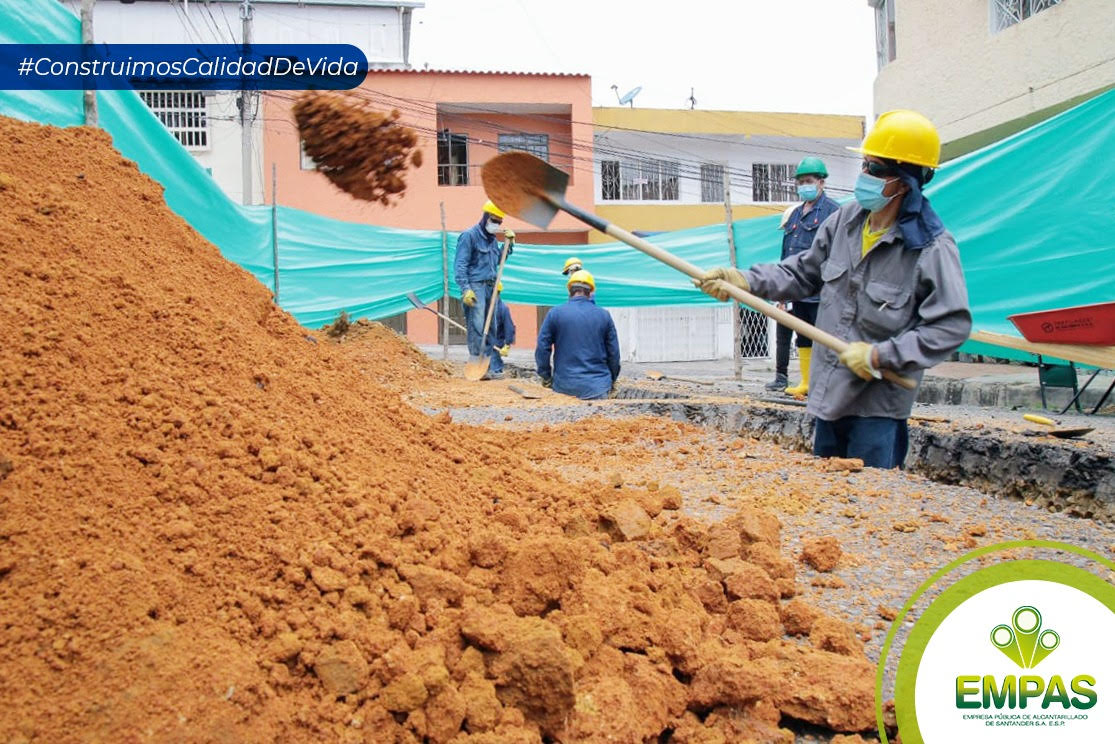 #ConstruimosCalidadDeVida
EMPAS
EMPRESA PÚBLICA DE ALCANTARILLADO
DE SANTANDER S.A. E.S.P.